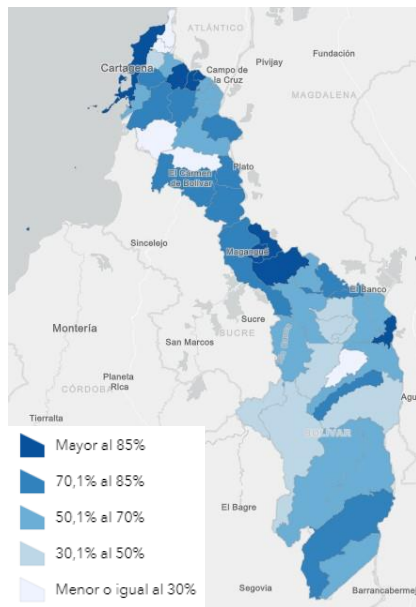 ATLÁNTICO
Fundación
Cartagena
Campo de
la Cruz
Pivijay
MAGDALENA
Plato
El Carmen
de Bolívar
Sincelejo
Magangué
El Banco
Montería
Sucre
SUCRE
San Marcos
Planeta
Rica
CÓRDOBA
Agu
Tierralta
BOLÍVAR
Mayor al 85%
70,1% al 85%
50,1% al 70%
30,1% al 50%
Menor o igual al 30%
El Bagre
Segovia
Barrancabermej